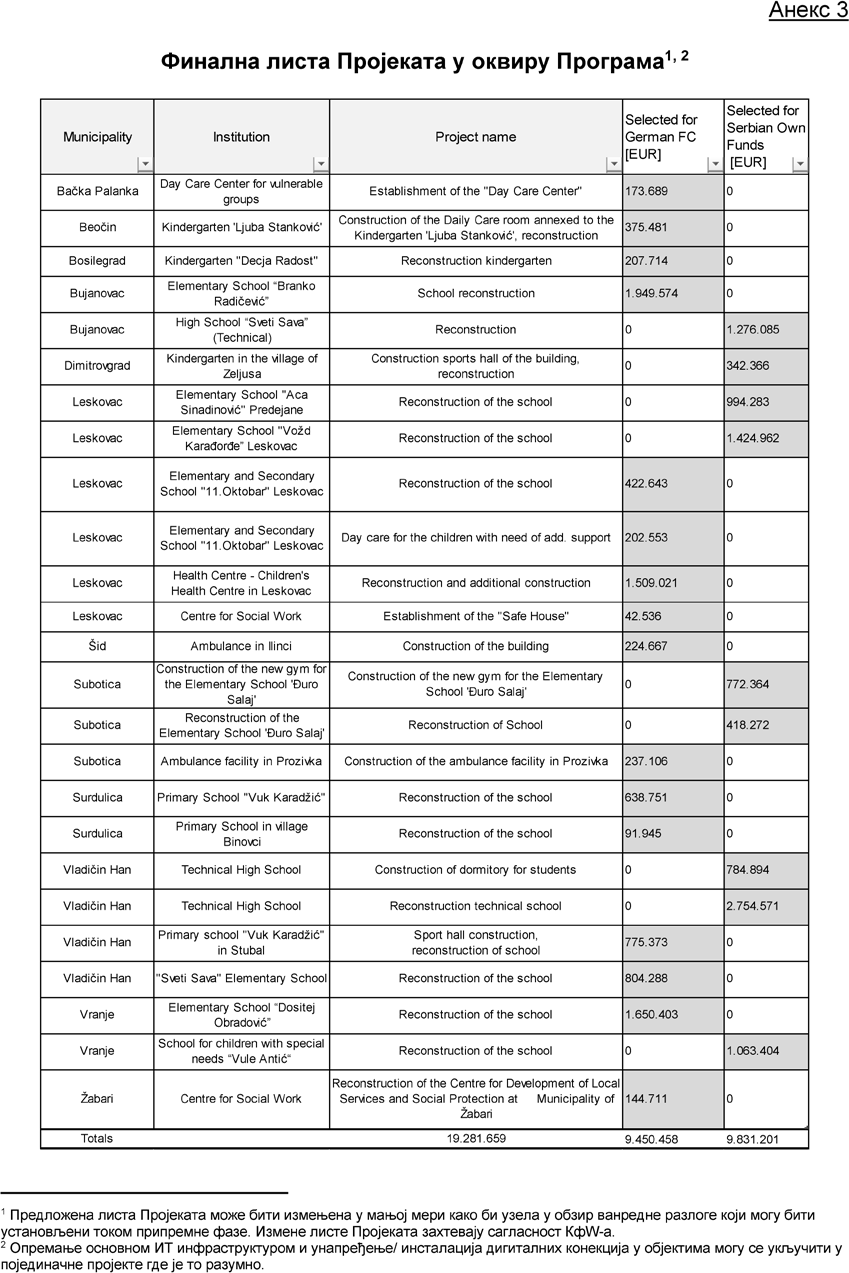 Анекс 3
Финална листа Пројеката у оквиру Програма1, 2
Municipality Institution Project name Selected for German FC [EUR] Selected for Serbian Own Funds [EUR]
Bačka Palanka Day Care Center for vulnerable groups Establishment of the "Day Care Center" 173.689 0
Beočin Kindergarten 'Ljuba Stanković' Construction of the Daily Care room annexed to the Kindergarten 'Ljuba Stanković', reconstruction 375.481 0
Bosilegrad Kindergarten "Decja Radost" Reconstruction kindergarten 207.714 0
Bujanovac Elementary School “Branko Radičević” School reconstruction 1.949.574 0
Bujanovac High School “Sveti Sava” (Technical) Reconstruction 0 1.276.085
Dimitrovgrad Kindergarten in the village of Zeljusa Construction sports hall of the building, reconstruction 0 342.366
Leskovac Elementary School "Aca Sinadinović" Predejane Reconstruction of the school 0 994.283
Leskovac Elementary School "Vožd Karađorđe” Leskovac Reconstruction of the school 0 1.424.962
Leskovac Elementary and Secondary School "11.Oktobar" Leskovac Reconstruction of the school 422.643 0
Leskovac Elementary and Secondary School "11.Oktobar" Leskovac Day care for the children with need of add. support 202.553 0
Leskovac Health Centre - Children's Health Centre in Leskovac Reconstruction and additional construction 1.509.021 0
Leskovac Centre for Social Work Establishment of the "Safe House" 42.536 0
Šid Ambulance in Ilinci Construction of the building 224.667 0
Subotica Construction of the new gym for the Elementary School 'Đuro Salaj' Construction of the new gym for the Elementary School 'Đuro Salaj' 0 772.364
Subotica Reconstruction of the Elementary School 'Đuro Salaj' Reconstruction of School 0 418.272
Subotica Ambulance facility in Prozivka Construction of the ambulance facility in Prozivka 237.106 0
Surdulica Primary School "Vuk Karadžić" Reconstruction of the school 638.751 0
Surdulica Primary School in village Binovci Reconstruction of the school 91.945 0
Vladičin Han Technical High School Construction of dormitory for students 0 784.894
Vladičin Han Technical High School Reconstruction technical school 0 2.754.571
Vladičin Han Primary school "Vuk Karadžić" in Stubal Sport hall construction, reconstruction of school 775.373 0
Vladičin Han "Sveti Sava" Elementary School Reconstruction of the school 804.288 0
Vranje Elementary School “Dositej Obradović” Reconstruction of the school 1.650.403 0
Vranje School for children with special needs “Vule Antić“ Reconstruction of the school 0 1.063.404
Žabari Centre for Social Work Reconstruction of the Centre for Development of Local Services and Social Protection at Municipality of Žabari 144.711 0
Totals 19.281.659 9.450.458 9.831.201
1 Предложена листа Пројеката може бити измењена у мањој мери како би узела у обзир ванредне разлоге који могу бити
установљени током припремне фазе. Измене листе Пројеката захтевају сагласност КфW-а.
2 Опремање основном ИТ инфраструктуром и унапређење/ инсталација дигиталних конекција у објектима могу се укључити у
појединачне пројекте где је то разумно.